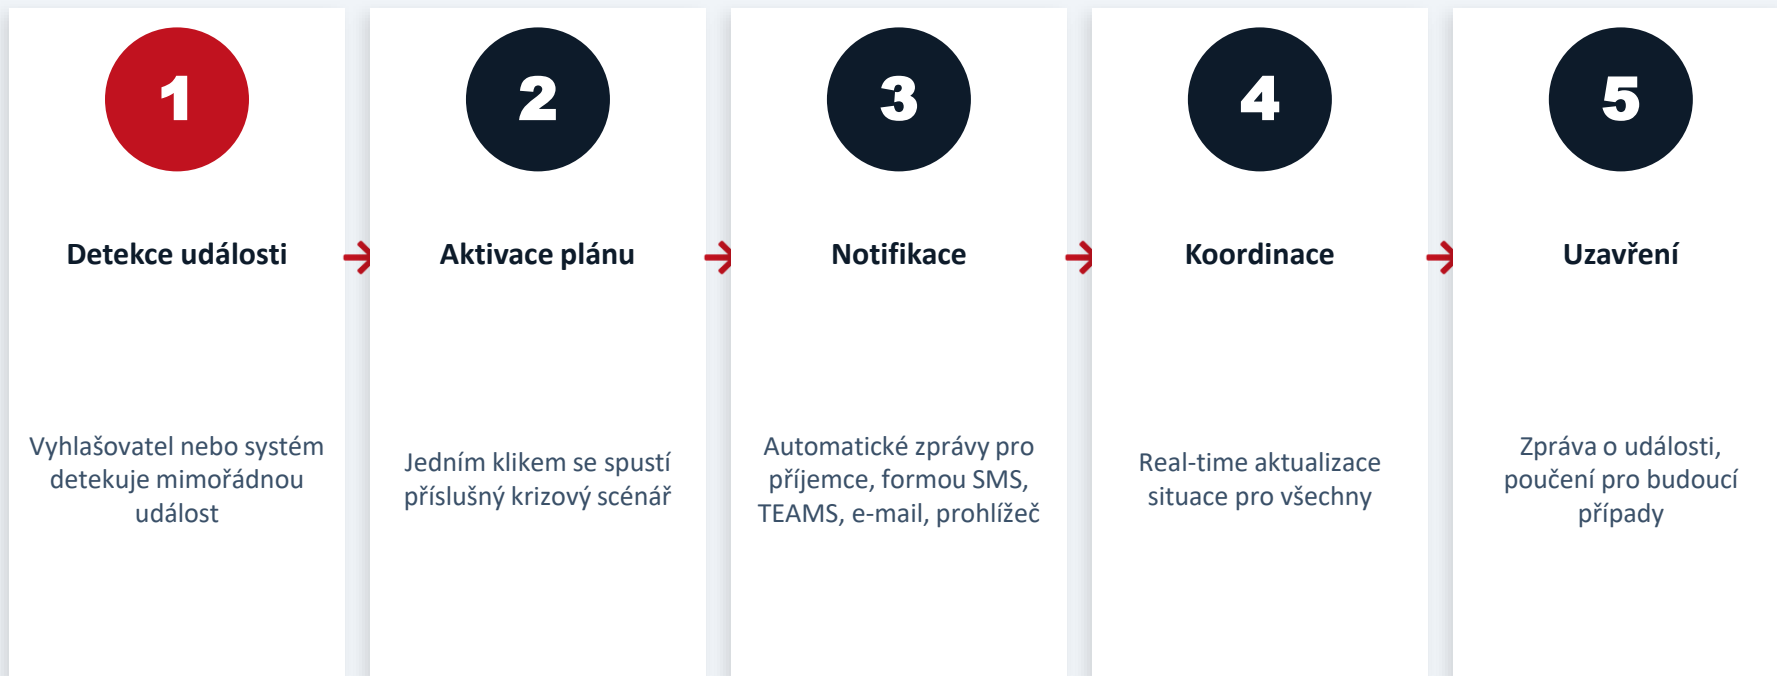 1
Detekce události
Vyhlašovatel nebo systém
detekuje mimořádnou
událost
2
Aktivace plánu
Jedním klikem se spustí
příslušný krizový scénář
3
Notifikace
Automatické zprávy pro
příjemce, formou SMS,
TEAMS, e-mail, prohlížeč
4
Koordinace
Real-time aktualizace
situace pro všechny
5
Uzavření
Zpráva o události,
poučení pro budoucí
případy